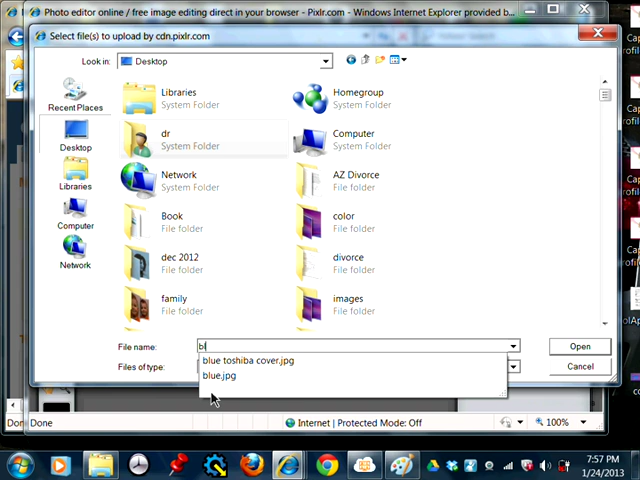 Photo editor online / free image editing direct in your browser - Pixlr.com - Windows Internet Explorer provided b...
Select file(s) to upload by cdn.pixlr.com
Look in:
Desktop
Recent Places
Desktop
Libraries
Computer
Network
Libraries
System Folder
Homegroup
System Folder
dr
System Folder
Computer
System Folder
Network
System Folder
AZ Divorce
File folder
Book
File folder
color
File folder
dec 2012
File folder
divorce
File folder
family
File folder
images
File folder
File name:
bl
Open
Files of type:
Cancel
blue toshiba cover.jpg
blue.jpg
Done
Internet | Protected Mode: Off
100%
7:57 PM
1/24/2013